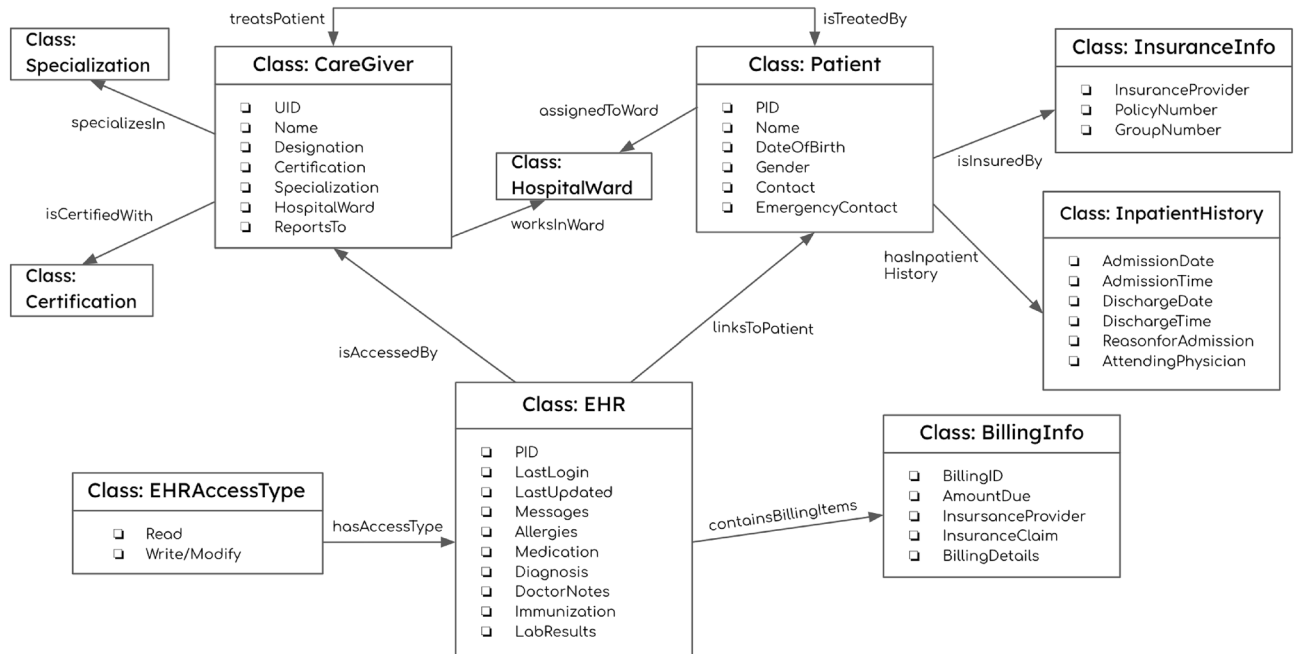 treatsPatient
isTreatedBy
Class:
Specialization
specializesIn
isCertifiedWith
Class:
Certification
Class: CareGiver
UID
Name
Designation
Certification
Specialization
HospitalWard
ReportsTo
assignedToWard
Class:
HospitalWard
worksInWard
Class: Patient
PID
Name
DateOfBirth
Gender
Contact
EmergencyContact
isInsuredBy
Class: InsuranceInfo
InsuranceProvider
PolicyNumber
GroupNumber
hasInpatient
History
Class: InpatientHistory
AdmissionDate
AdmissionTime
DischargeDate
DischargeTime
ReasonforAdmission
AttendingPhysician
isAccessedBy
linksToPatient
Class: EHRAccessType
Read
Write/Modify
hasAccessType
Class: EHR
PID
LastLogin
LastUpdated
Messages
Allergies
Medication
Diagnosis
DoctorNotes
Immunization
LabResults
containsBillingItems
Class: BillingInfo
BillingID
AmountDue
InsursanceProvider
InsuranceClaim
BillingDetails